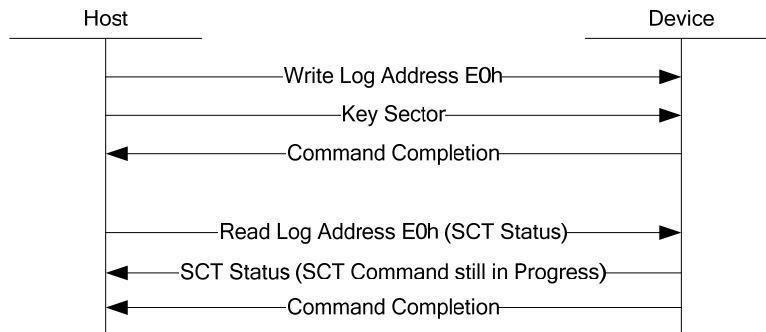 Host
Device
Write Log Address E0h
Key Sector
Command Completion
Read Log Address E0h (SCT Status)
SCT Status (SCT Command still in Progress)
Command Completion